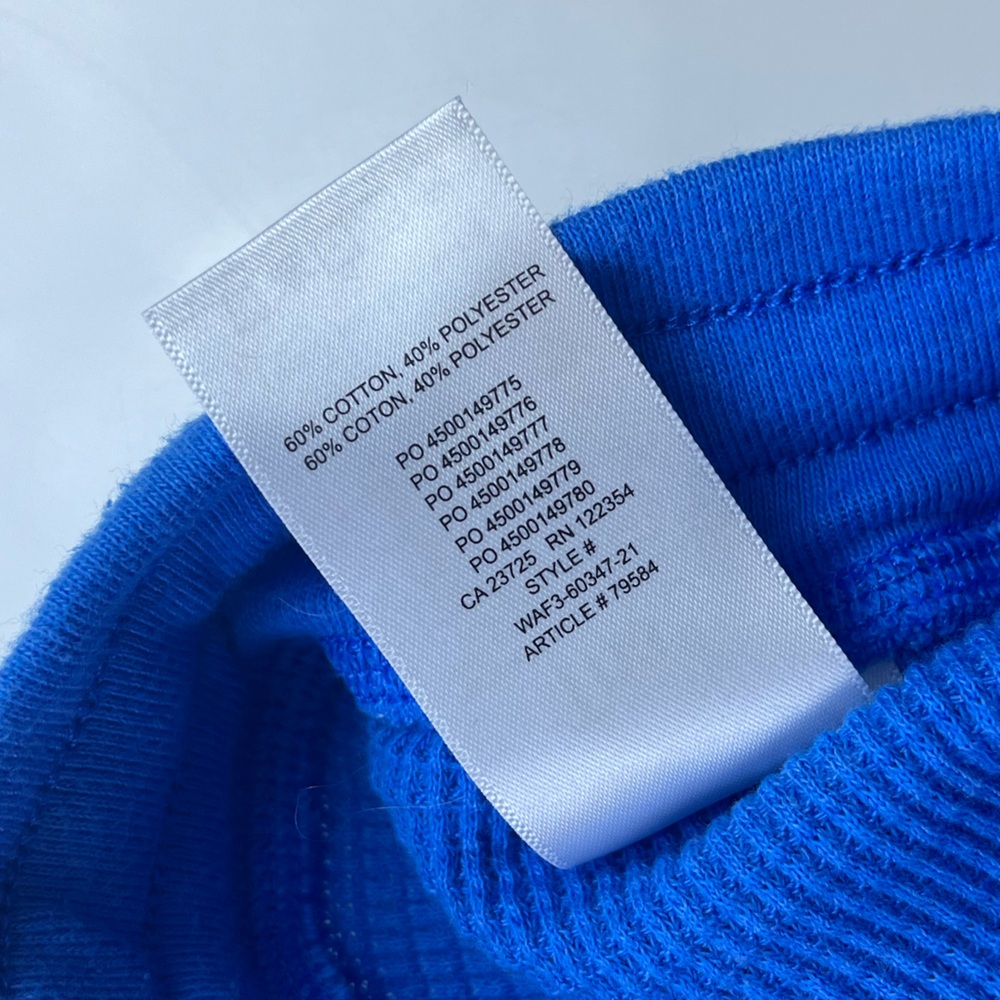 60% COTTON, 40% POLYESTER
60% COTON, 40% POLYESTER
PO 4500149775
PO 4500149776
PO 4500149777
PO 4500149778
PO 4500149779
PO 4500149780
CA 23725 RN 122354
STYLE #
WAF3-60347-21
ARTICLE # 79584